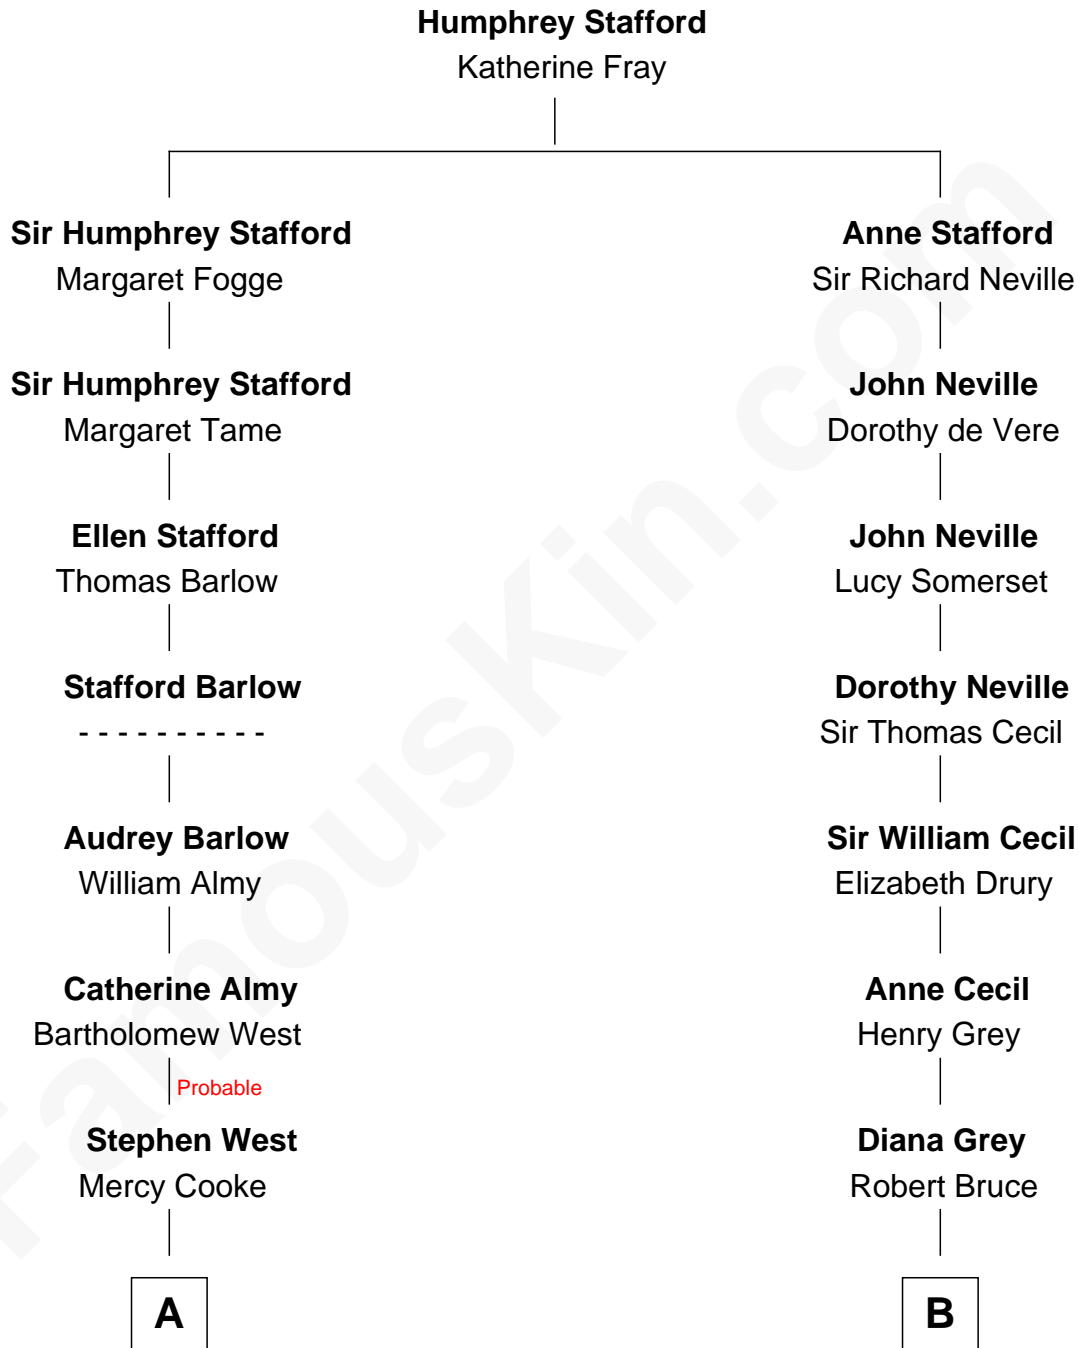 Humphrey Stafford
Katherine Fray
Sir Humphrey Stafford
Margaret Fogge
Anne Stafford
Sir Richard Neville
Sir Humphrey Stafford
Margaret Tame
John Neville
Dorothy de Vere
Ellen Stafford
Thomas Barlow
John Neville
Lucy Somerset
Stafford Barlow
- - - - - - - - - -
Dorothy Neville
Sir Thomas Cecil
Audrey Barlow
William Almy
Sir William Cecil
Elizabeth Drury
Catherine Almy
Bartholomew West
Anne Cecil
Henry Grey
Probable
Stephen West
Mercy Cooke
Diana Grey
Robert Bruce
A
B
FamousKin.com